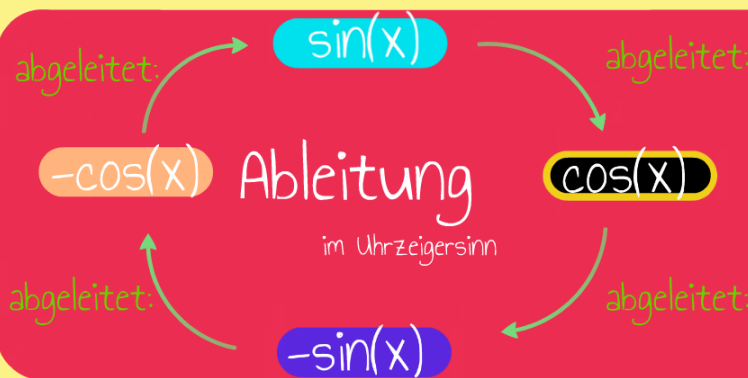 sin(x)
abgeleitet:
abgeleitet:
-cos(x)
Ableitung
cos(x)
im Uhrzeigersinn
abgeleitet:
abgeleitet:
-sin(x)